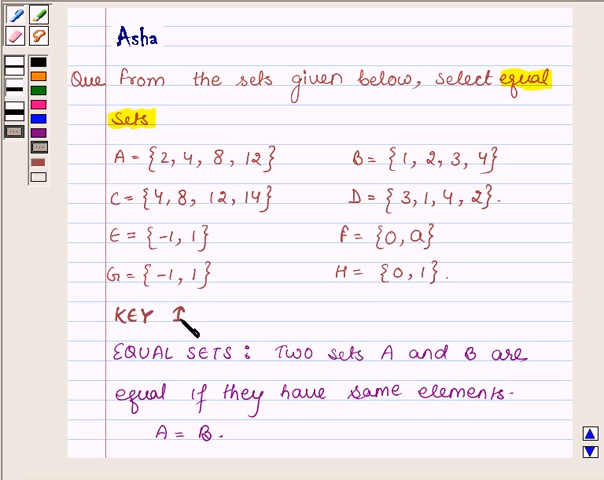 Asha
Que from the sets given below, select equal
sets
A = {2, 4, 8, 12} B = {1, 2, 3, 4}
C = {4, 8, 12, 14} D = {3, 1, 4, 2}.
E = {-1, 1} F = {0, a}
G = {-1, 1} H = {0, 1}.
KEY I
EQUAL SETS: Two sets A and B are
equal if they have same elements.
A = B.